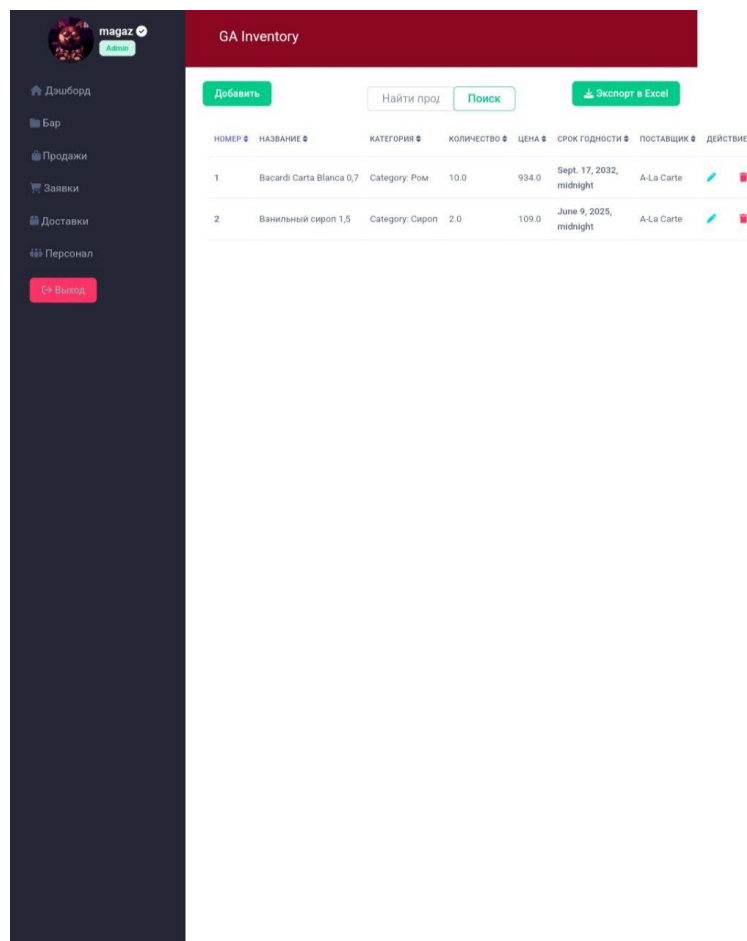 magaz
Admin
GA Inventory
Дэшборд
Бар
Продажи
Заявки
Доставки
Персонал
Выход
Добавить
Найти про
Поиск
Экспорт в Excel
НОМЕР НАЗВАНИЕ КАТЕГОРИЯ КОЛИЧЕСТВО ЦЕНА СРОК ГОДНОСТИ ПОСТАВЩИК ДЕЙСТВИЕ
1 Bacardi Carta Blanca 0,7 Category: Ром 10.0 934.0 Sept. 17, 2032, midnight A-La Carte
2 Ванильный сироп 1,5 Category: Сироп 2.0 109.0 June 9, 2025, midnight A-La Carte